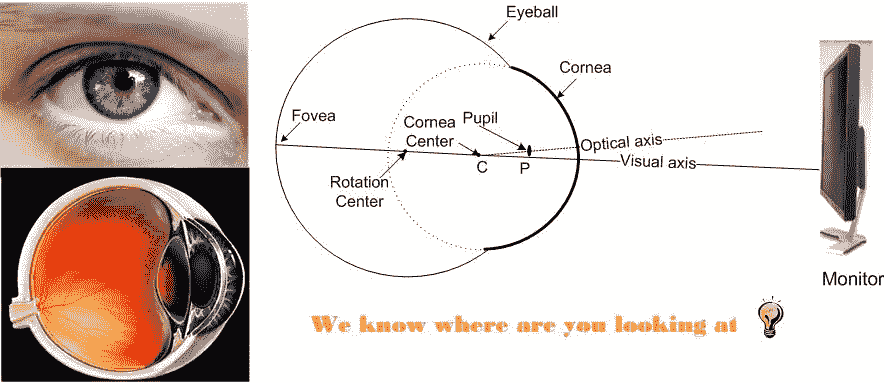 Eyeball
Cornea
Fovea
Cornea
Center
Pupil
Optical axis
Visual axis
C
P
Rotation
Center
Monitor
We know where are you looking at